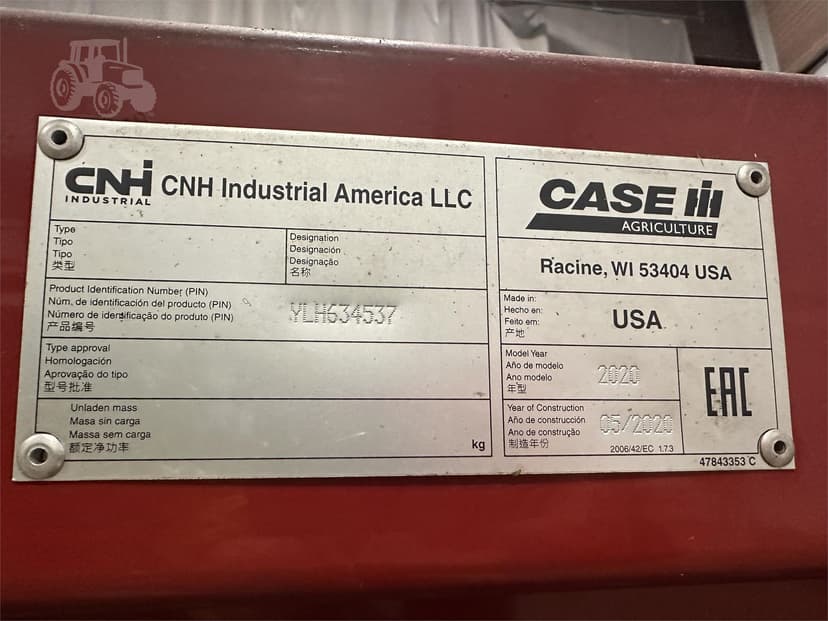 CNH
INDUSTRIAL
CNH Industrial America LLC
Type
Tipo
Tipo
类型
Designation
Designación
Designação
名称
Product Identification Number (PIN)
Núm. de identificación del producto (PIN)
Número de identificação do produto (PIN)
产品编号
YLH634537
Type approval
Homologación
Aprovação do tipo
型号批准
Unladen mass
Masa sin carga
Massa sem carga
额定净功率
kg
CASE IH
AGRICULTURE
Racine, WI 53404 USA
Made in:
Hecho en:
Feito em:
产地
USA
Model Year
Año de modelo
Ano modelo
年型
2020
Year of Construction
Año de construcción
Ano de construção
制造年份
05/2020
2006/42/EC 1.7.3
EAC
47843353 C